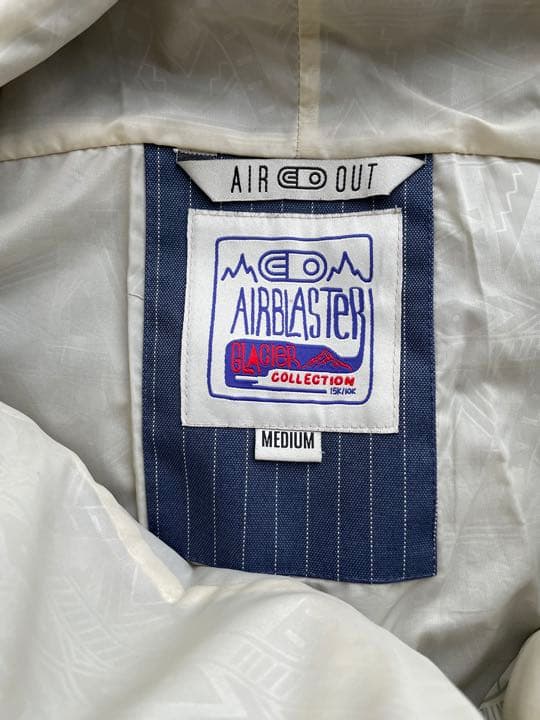 AIR OUT
AIRBLASTER
GLACIER
COLLECTION
15K/10K
MEDIUM